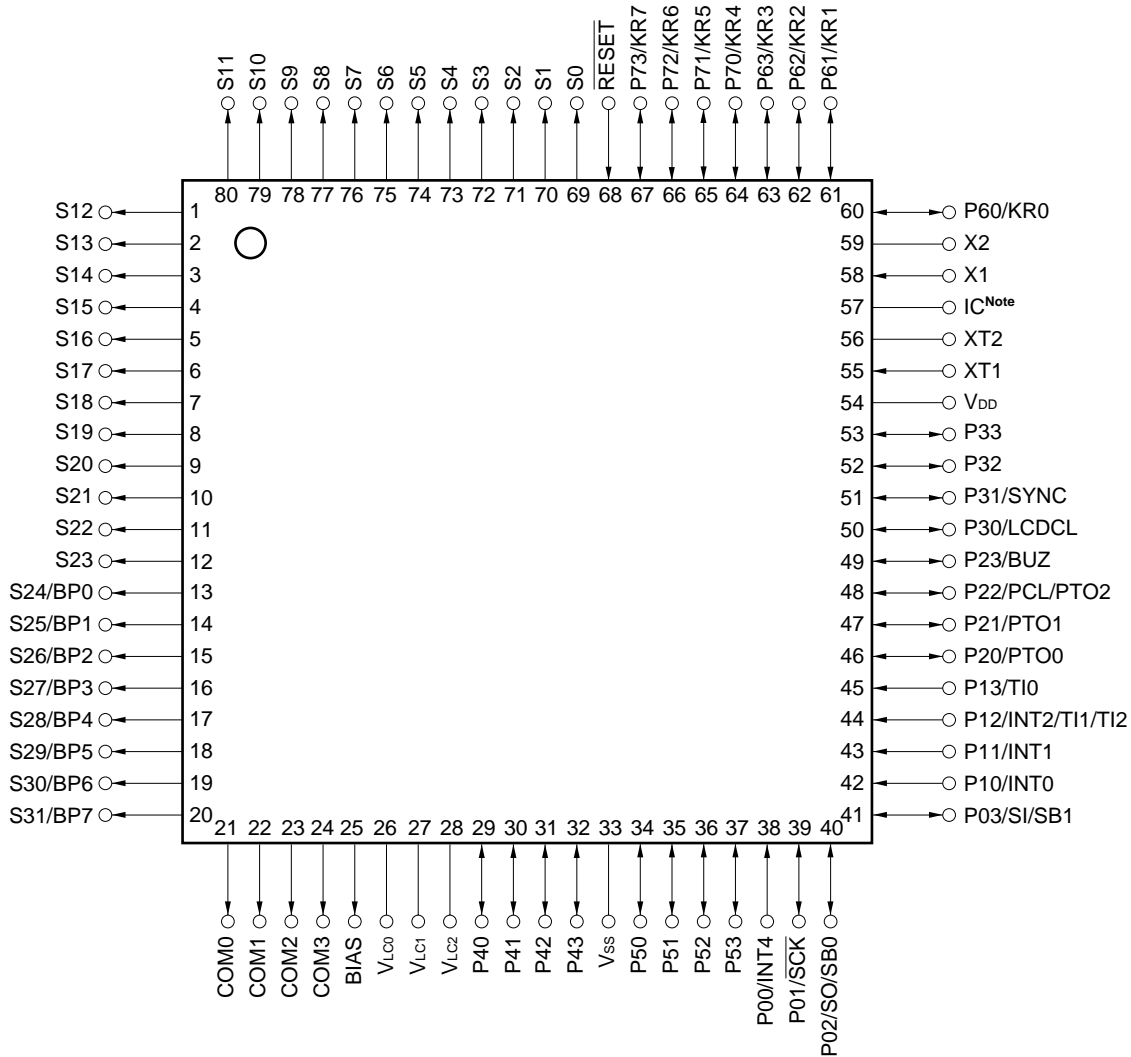 S11
S10
S9
S8
S7
S6
S5
S4
S3
S2
S1
S0
RESET
P73/KR7
P72/KR6
P71/KR5
P70/KR4
P63/KR3
P62/KR2
P61/KR1
80 79 78 77 76 75 74 73 72 71 70 69 68 67 66 65 64 63 62 61
S12 1
S13 2
S14 3
S15 4
S16 5
S17 6
S18 7
S19 8
S20 9
S21 10
S22 11
S23 12
S24/BP0 13
S25/BP1 14
S26/BP2 15
S27/BP3 16
S28/BP4 17
S29/BP5 18
S30/BP6 19
S31/BP7 20
60 P60/KR0
59 X2
58 X1
57 ICNote
56 XT2
55 XT1
54 VDD
53 P33
52 P32
51 P31/SYNC
50 P30/LCDCL
49 P23/BUZ
48 P22/PCL/PTO2
47 P21/PTO1
46 P20/PTO0
45 P13/TI0
44 P12/INT2/TI1/TI2
43 P11/INT1
42 P10/INT0
41 P03/SI/SB1
21 22 23 24 25 26 27 28 29 30 31 32 33 34 35 36 37 38 39 40
COM0
COM1
COM2
COM3
BIAS
VLC0
VLC1
VLC2
P40
P41
P42
P43
VSS
P50
P51
P52
P53
P00/INT4
P01/SCK
P02/SO/SB0